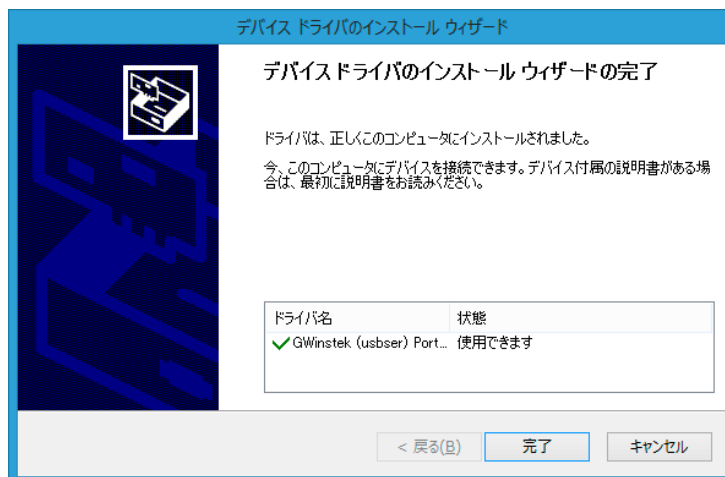 デバイス ドライバのインストール ウィザード
デバイス ドライバのインストール ウィザードの完了
ドライバは、正しくこのコンピュータにインストールされました。
今、このコンピュータにデバイスを接続できます。デバイス付属の説明書がある場
合は、最初に説明書をお読みください。
ドライバ名 状態
GWinstek (usbser) Port... 使用できます
< 戻る(B) 完了 キャンセル